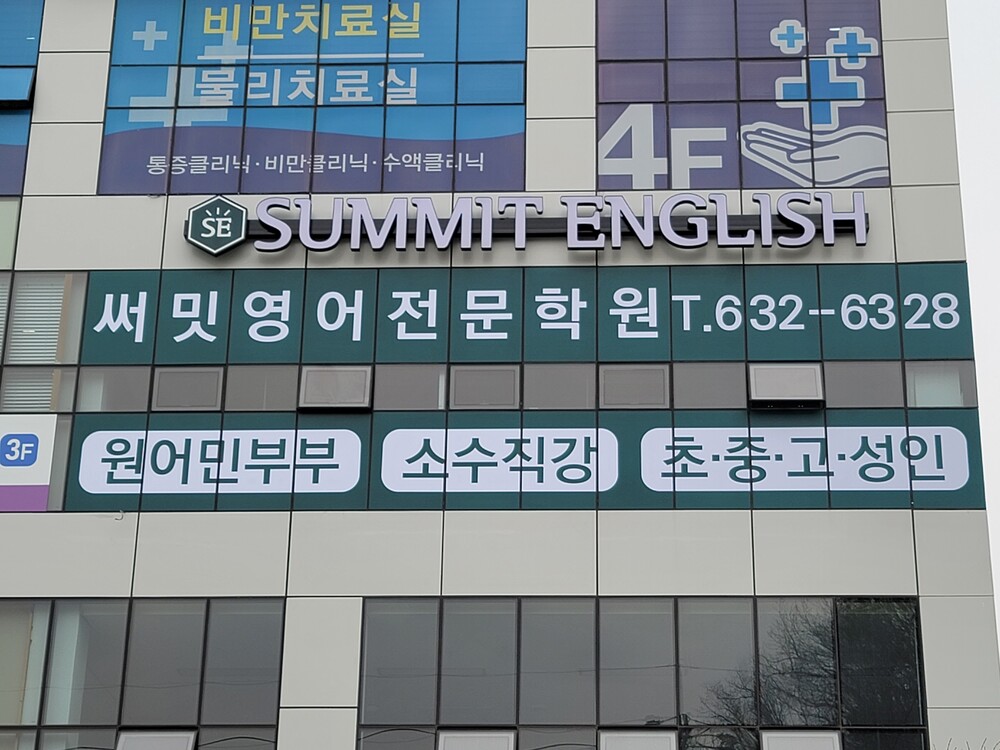 비만치료실
물리치료실
통증클리닉·비만클리닉·수액클리닉
4F
SE
SUMMIT ENGLISH
써밋영어전문학원 T.632-6328
3F
원어민부부 소수직강 초·중·고·성인